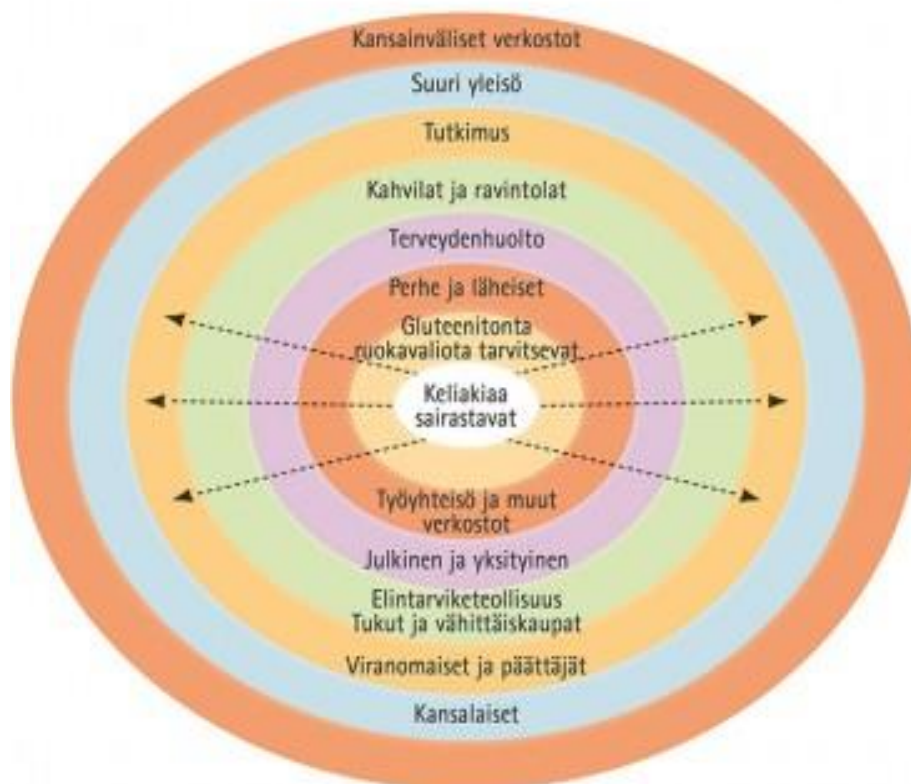 Kansainväliset verkostot
Suuri yleisö
Tutkimus
Kahvilat ja ravintolat
Terveydenhuolto
Perhe ja läheiset
Gluteenitonta
ruokavaliota tarvitsevat
Keliakiaa
sairastavat
Työyhteisö ja muut
verkostot
Julkinen ja yksityinen
Elintarviketeollisuus
Tukut ja vähittäiskaupat
Viranomaiset ja päättäjät
Kansalaiset